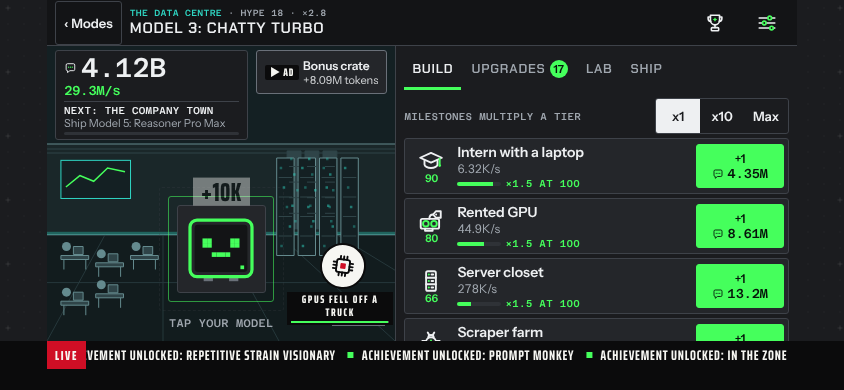 ‹ Modes
THE DATA CENTRE · HYPE 18 · ×2.8
MODEL 3: CHATTY TURBO
4.12B
29.3M/s
NEXT: THE COMPANY TOWN
Ship Model 5: Reasoner Pro Max
AD
Bonus crate
+8.09M tokens
+10K
GPUS FELL OFF A
TRUCK
TAP YOUR MODEL
BUILD
UPGRADES 17
LAB
SHIP
MILESTONES MULTIPLY A TIER
x1
x10
Max
Intern with a laptop
6.32K/s
90
×1.5 AT 100
+1
4.35M
Rented GPU
44.9K/s
80
×1.5 AT 100
+1
8.61M
Server closet
278K/s
66
×1.5 AT 100
+1
13.2M
Scraper farm
+1
LIVE
VEMENT UNLOCKED: REPETITIVE STRAIN VISIONARY
ACHIEVEMENT UNLOCKED: PROMPT MONKEY
ACHIEVEMENT UNLOCKED: IN THE ZONE